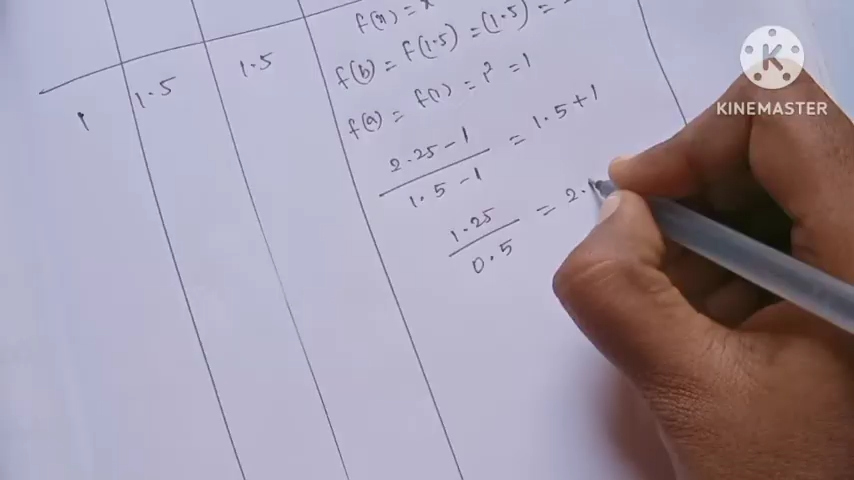 f(x) = x
f(b) = f(1.5) = (1.5) =
1 1.5 1.5 f(a) = f(1) = 1² = 1
2.25 - 1 / 1.5 - 1 = 1.5 + 1
1.25 / 0.5 = 2.
KINEMASTER